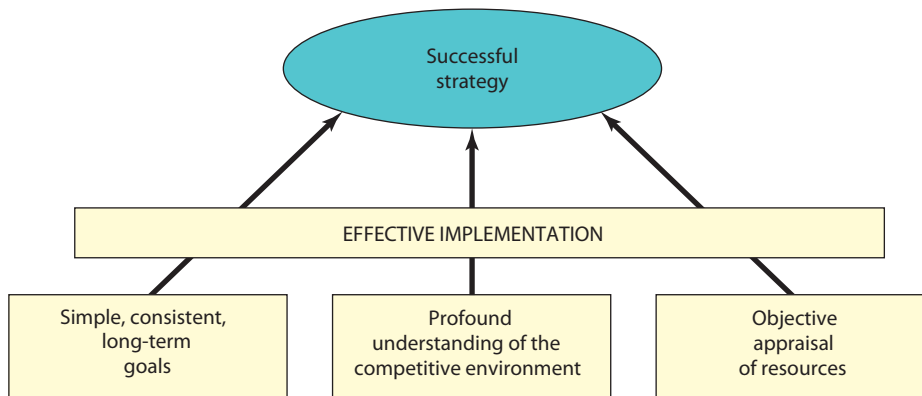 Successful
strategy
EFFECTIVE IMPLEMENTATION
Simple, consistent,
long-term
goals
Profound
understanding of the
competitive environment
Objective
appraisal
of resources